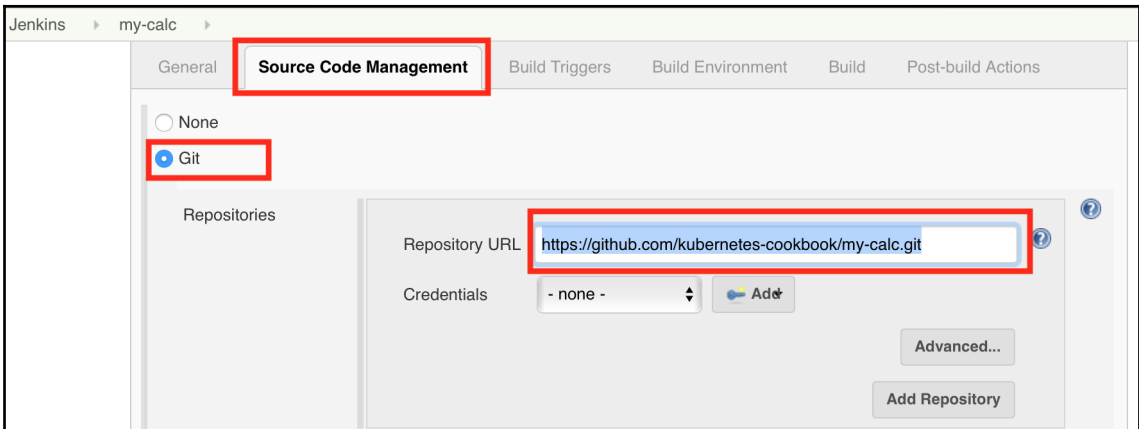 Jenkins my-calc
General Source Code Management Build Triggers Build Environment Build Post-build Actions
None
Git
Repositories
Repository URL https://github.com/kubernetes-cookbook/my-calc.git
Credentials - none - Add
Advanced...
Add Repository